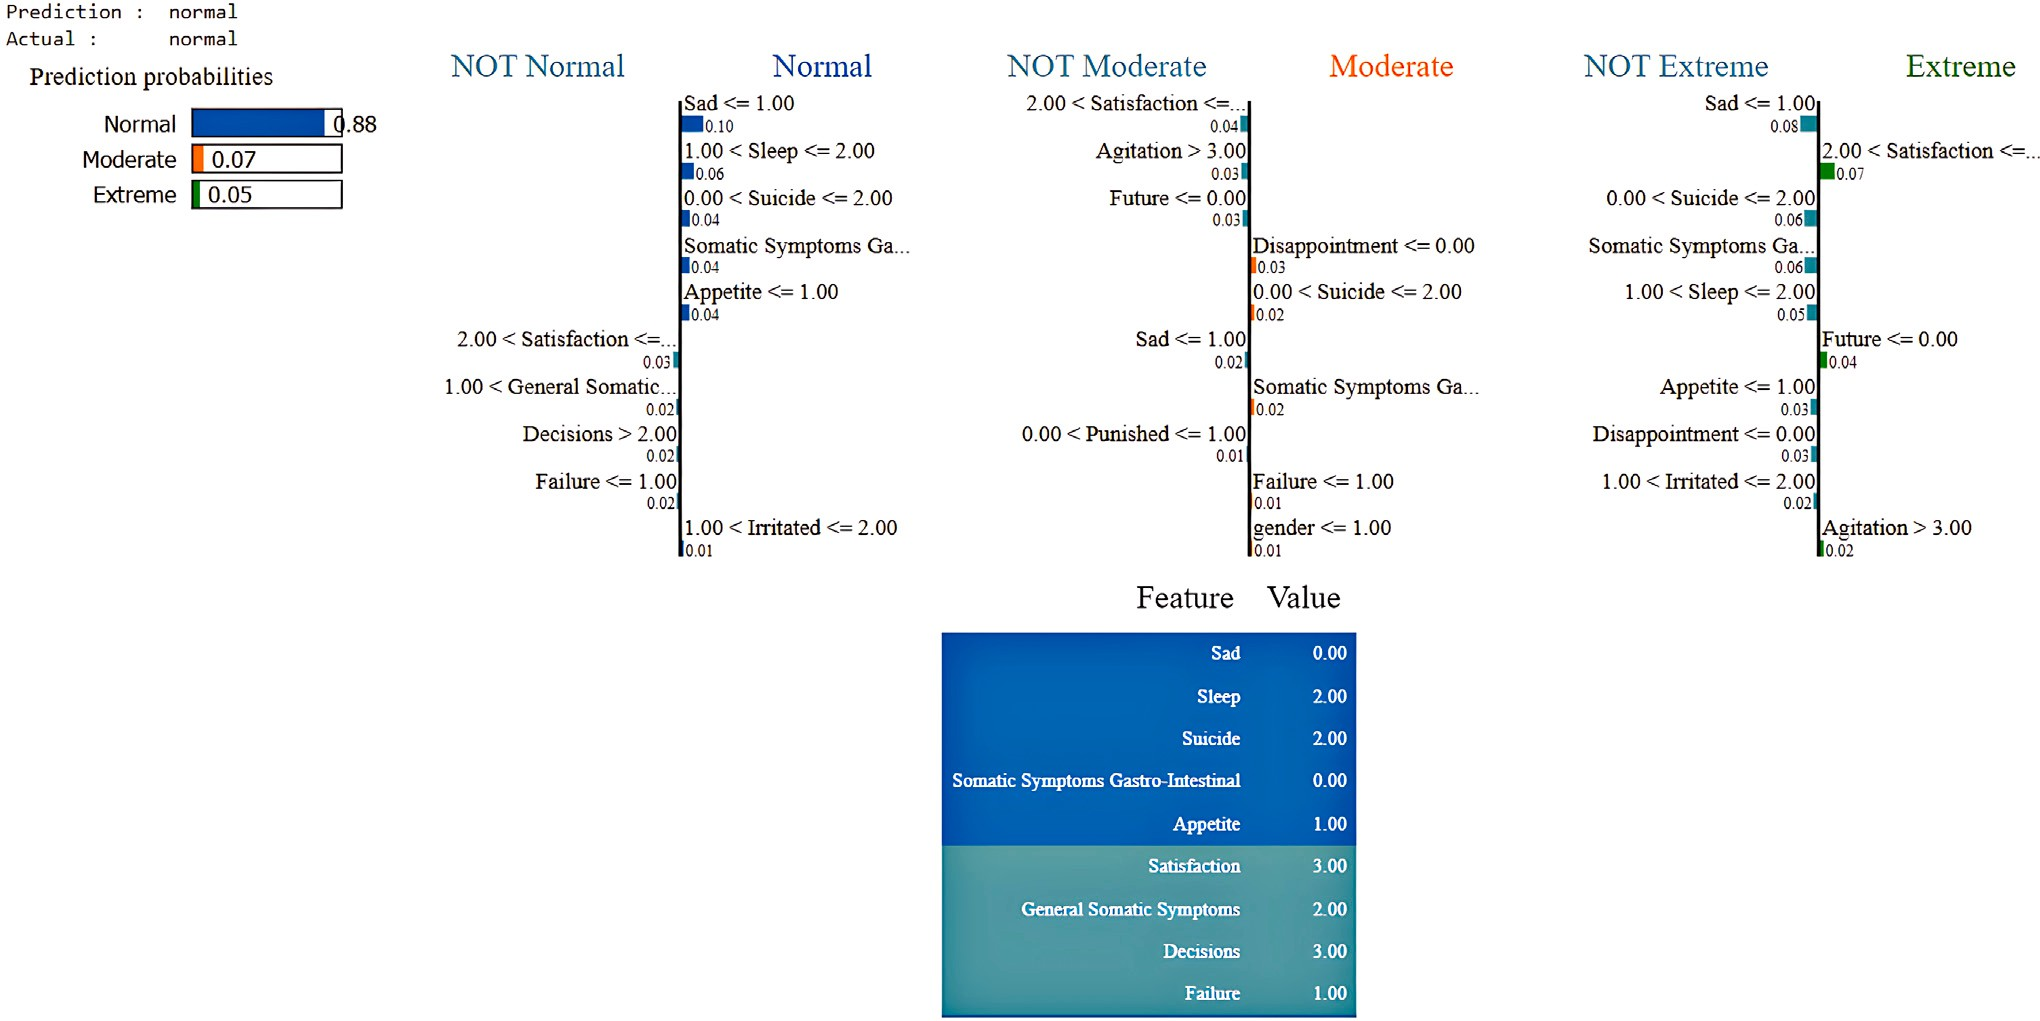 Prediction :  normal
Actual :      normal
Prediction probabilities
Normal 0.88
Moderate 0.07
Extreme 0.05
NOT Normal Normal
Sad <= 1.00
0.10
1.00 < Sleep <= 2.00
0.06
0.00 < Suicide <= 2.00
0.04
Somatic Symptoms Ga...
0.04
Appetite <= 1.00
0.04
2.00 < Satisfaction <=...
0.03
1.00 < General Somatic...
0.02
Decisions > 2.00
0.02
Failure <= 1.00
0.02
1.00 < Irritated <= 2.00
0.01
NOT Moderate Moderate
2.00 < Satisfaction <=...
0.04
Agitation > 3.00
0.03
Future <= 0.00
0.03
Disappointment <= 0.00
0.03
0.00 < Suicide <= 2.00
0.02
Sad <= 1.00
0.02
Somatic Symptoms Ga...
0.02
0.00 < Punished <= 1.00
0.01
Failure <= 1.00
0.01
gender <= 1.00
0.01
NOT Extreme Extreme
Sad <= 1.00
0.08
2.00 < Satisfaction <=...
0.07
0.00 < Suicide <= 2.00
0.06
Somatic Symptoms Ga...
0.06
1.00 < Sleep <= 2.00
0.05
Future <= 0.00
0.04
Appetite <= 1.00
0.03
Disappointment <= 0.00
0.03
1.00 < Irritated <= 2.00
0.02
Agitation > 3.00
0.02
Feature Value
Sad 0.00
Sleep 2.00
Suicide 2.00
Somatic Symptoms Gastro-Intestinal 0.00
Appetite 1.00
Satisfaction 3.00
General Somatic Symptoms 2.00
Decisions 3.00
Failure 1.00